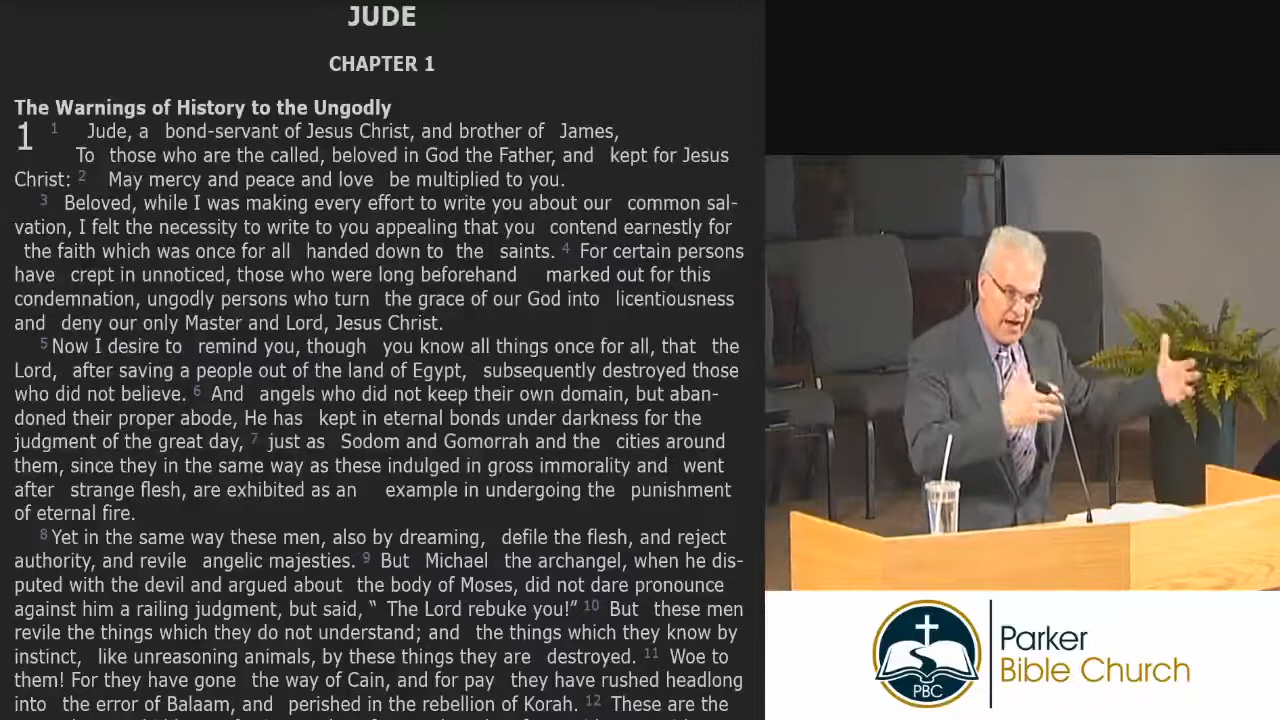 JUDE
CHAPTER 1
The Warnings of History to the Ungodly
1 1 Jude, a bond-servant of Jesus Christ, and brother of James,
To those who are the called, beloved in God the Father, and kept for Jesus
Christ: 2 May mercy and peace and love be multiplied to you.
3 Beloved, while I was making every effort to write you about our common sal-
vation, I felt the necessity to write to you appealing that you contend earnestly for
the faith which was once for all handed down to the saints. 4 For certain persons
have crept in unnoticed, those who were long beforehand marked out for this
condemnation, ungodly persons who turn the grace of our God into licentiousness
and deny our only Master and Lord, Jesus Christ.
5 Now I desire to remind you, though you know all things once for all, that the
Lord, after saving a people out of the land of Egypt, subsequently destroyed those
who did not believe. 6 And angels who did not keep their own domain, but aban-
doned their proper abode, He has kept in eternal bonds under darkness for the
judgment of the great day, 7 just as Sodom and Gomorrah and the cities around
them, since they in the same way as these indulged in gross immorality and went
after strange flesh, are exhibited as an example in undergoing the punishment
of eternal fire.
8 Yet in the same way these men, also by dreaming, defile the flesh, and reject
authority, and revile angelic majesties. 9 But Michael the archangel, when he dis-
puted with the devil and argued about the body of Moses, did not dare pronounce
against him a railing judgment, but said, “ The Lord rebuke you!” 10 But these men
revile the things which they do not understand; and the things which they know by
instinct, like unreasoning animals, by these things they are destroyed. 11 Woe to
them! For they have gone the way of Cain, and for pay they have rushed headlong
into the error of Balaam, and perished in the rebellion of Korah. 12 These are the
PBC
Parker
Bible Church